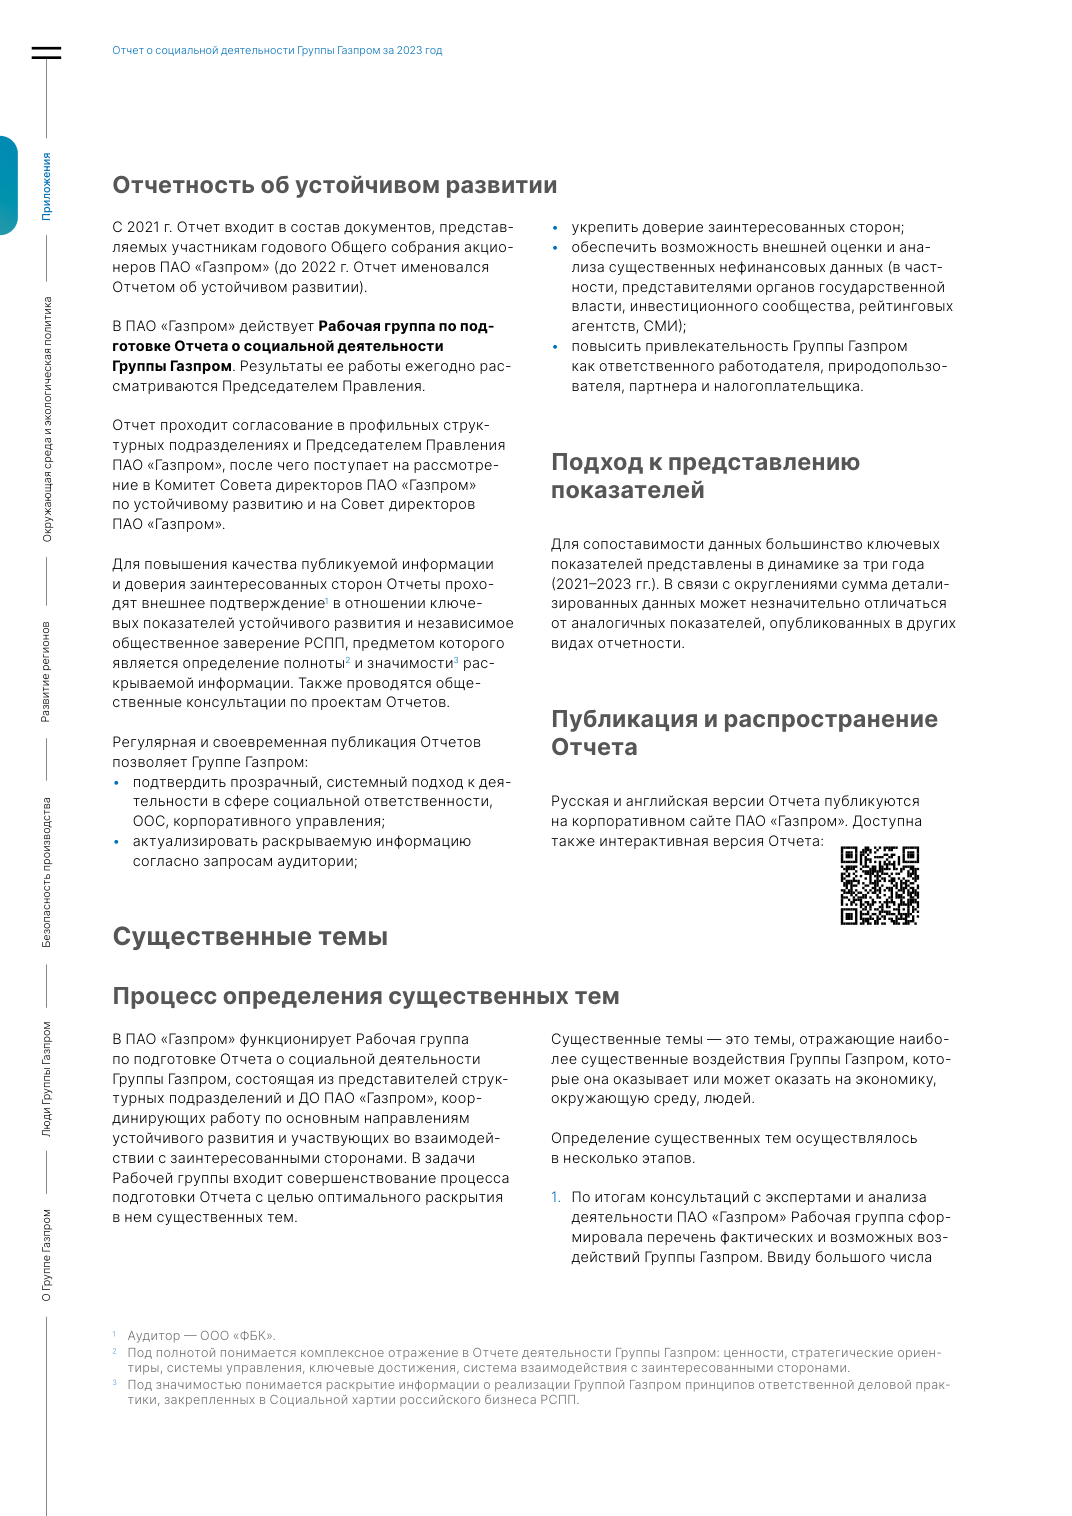 Отчет о социальной деятельности Группы Газпром за 2023 год
Приложения
Окружающая среда и экологическая политика
Развитие регионов
Безопасность производства
Люди Группы Газпром
О Группе Газпром
Отчетность об устойчивом развитии
С 2021 г. Отчет входит в состав документов, представ-
ляемых участникам годового Общего собрания акцио-
неров ПАО «Газпром» (до 2022 г. Отчет именовался
Отчетом об устойчивом развитии).
В ПАО «Газпром» действует Рабочая группа по под-
готовке Отчета о социальной деятельности
Группы Газпром. Результаты ее работы ежегодно рас-
сматриваются Председателем Правления.
Отчет проходит согласование в профильных струк-
турных подразделениях и Председателем Правления
ПАО «Газпром», после чего поступает на рассмотре-
ние в Комитет Совета директоров ПАО «Газпром»
по устойчивому развитию и на Совет директоров
ПАО «Газпром».
Для повышения качества публикуемой информации
и доверия заинтересованных сторон Отчеты прохо-
дят внешнее подтверждение¹ в отношении ключе-
вых показателей устойчивого развития и независимое
общественное заверение РСПП, предметом которого
является определение полноты² и значимости³ рас-
крываемой информации. Также проводятся обще-
ственные консультации по проектам Отчетов.
Регулярная и своевременная публикация Отчетов
позволяет Группе Газпром:
• подтвердить прозрачный, системный подход к дея-
тельности в сфере социальной ответственности,
ООС, корпоративного управления;
• актуализировать раскрываемую информацию
согласно запросам аудитории;
• укрепить доверие заинтересованных сторон;
• обеспечить возможность внешней оценки и ана-
лиза существенных нефинансовых данных (в част-
ности, представителями органов государственной
власти, инвестиционного сообщества, рейтинговых
агентств, СМИ);
• повысить привлекательность Группы Газпром
как ответственного работодателя, природопользо-
вателя, партнера и налогоплательщика.
Подход к представлению
показателей
Для сопоставимости данных большинство ключевых
показателей представлены в динамике за три года
(2021–2023 гг.). В связи с округлениями сумма детали-
зированных данных может незначительно отличаться
от аналогичных показателей, опубликованных в других
видах отчетности.
Публикация и распространение
Отчета
Русская и английская версии Отчета публикуются
на корпоративном сайте ПАО «Газпром». Доступна
также интерактивная версия Отчета:
Существенные темы
Процесс определения существенных тем
В ПАО «Газпром» функционирует Рабочая группа
по подготовке Отчета о социальной деятельности
Группы Газпром, состоящая из представителей струк-
турных подразделений и ДО ПАО «Газпром», коор-
динирующих работу по основным направлениям
устойчивого развития и участвующих во взаимодей-
ствии с заинтересованными сторонами. В задачи
Рабочей группы входит совершенствование процесса
подготовки Отчета с целью оптимального раскрытия
в нем существенных тем.
Существенные темы — это темы, отражающие наибо-
лее существенные воздействия Группы Газпром, кото-
рые она оказывает или может оказать на экономику,
окружающую среду, людей.
Определение существенных тем осуществлялось
в несколько этапов.
1. По итогам консультаций с экспертами и анализа
деятельности ПАО «Газпром» Рабочая группа сфор-
мировала перечень фактических и возможных воз-
действий Группы Газпром. Ввиду большого числа
¹ Аудитор — ООО «ФБК».
² Под полнотой понимается комплексное отражение в Отчете деятельности Группы Газпром: ценности, стратегические ориен-
тиры, системы управления, ключевые достижения, система взаимодействия с заинтересованными сторонами.
³ Под значимостью понимается раскрытие информации о реализации Группой Газпром принципов ответственной деловой прак-
тики, закрепленных в Социальной хартии российского бизнеса РСПП.